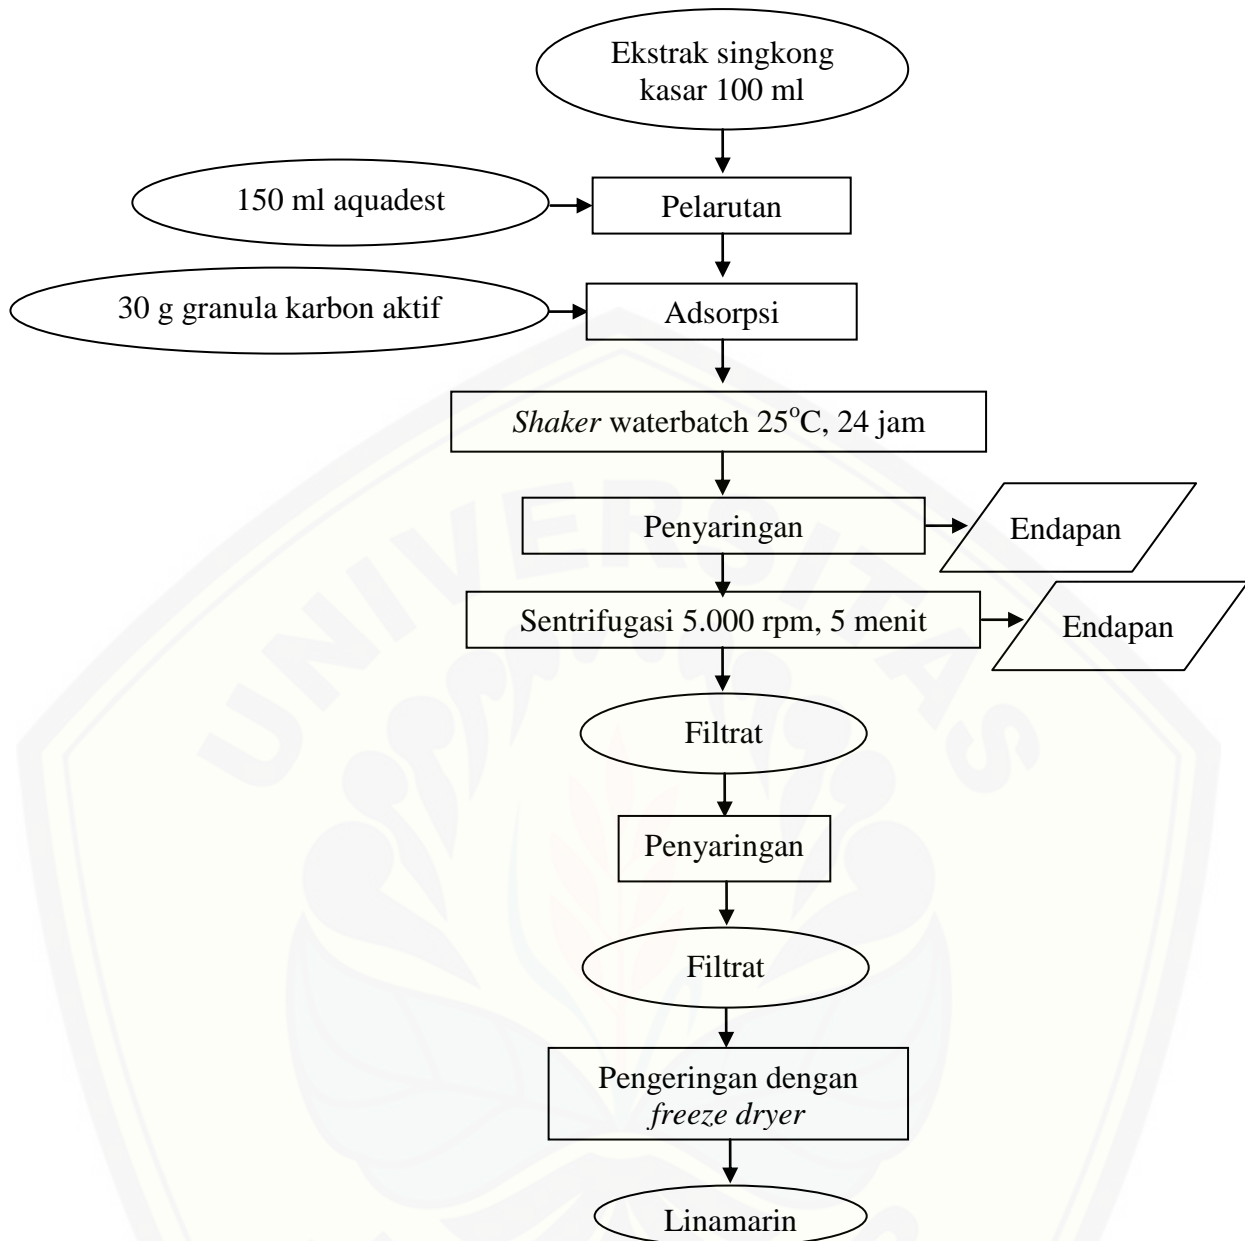 Ekstrak singkong
kasar 100 ml
150 ml aquadest
Pelarutan
30 g granula karbon aktif
Adsorpsi
Shaker waterbatch 25°C, 24 jam
Penyaringan
Endapan
Sentrifugasi 5.000 rpm, 5 menit
Endapan
UNIVERSITAS
Filtrat
Penyaringan
Filtrat
Pengeringan dengan
freeze dryer
Linamarin